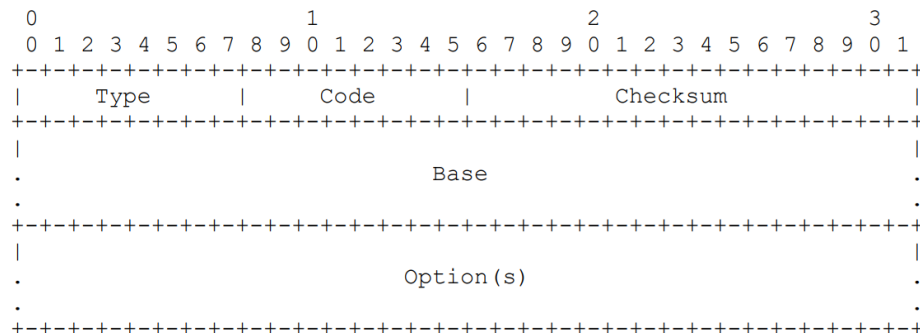 0                   1                   2                   3
0 1 2 3 4 5 6 7 8 9 0 1 2 3 4 5 6 7 8 9 0 1 2 3 4 5 6 7 8 9 0 1
+-+-+-+-+-+-+-+-+-+-+-+-+-+-+-+-+-+-+-+-+-+-+-+-+-+-+-+-+-+-+-+-+
|     Type      |     Code      |          Checksum             |
+-+-+-+-+-+-+-+-+-+-+-+-+-+-+-+-+-+-+-+-+-+-+-+-+-+-+-+-+-+-+-+-+
|                                                               |
.                             Base                              .
.                                                               .
+-+-+-+-+-+-+-+-+-+-+-+-+-+-+-+-+-+-+-+-+-+-+-+-+-+-+-+-+-+-+-+-+
|                                                               |
.                           Option(s)                           .
.                                                               .
+-+-+-+-+-+-+-+-+-+-+-+-+-+-+-+-+-+-+-+-+-+-+-+-+-+-+-+-+-+-+-+-+